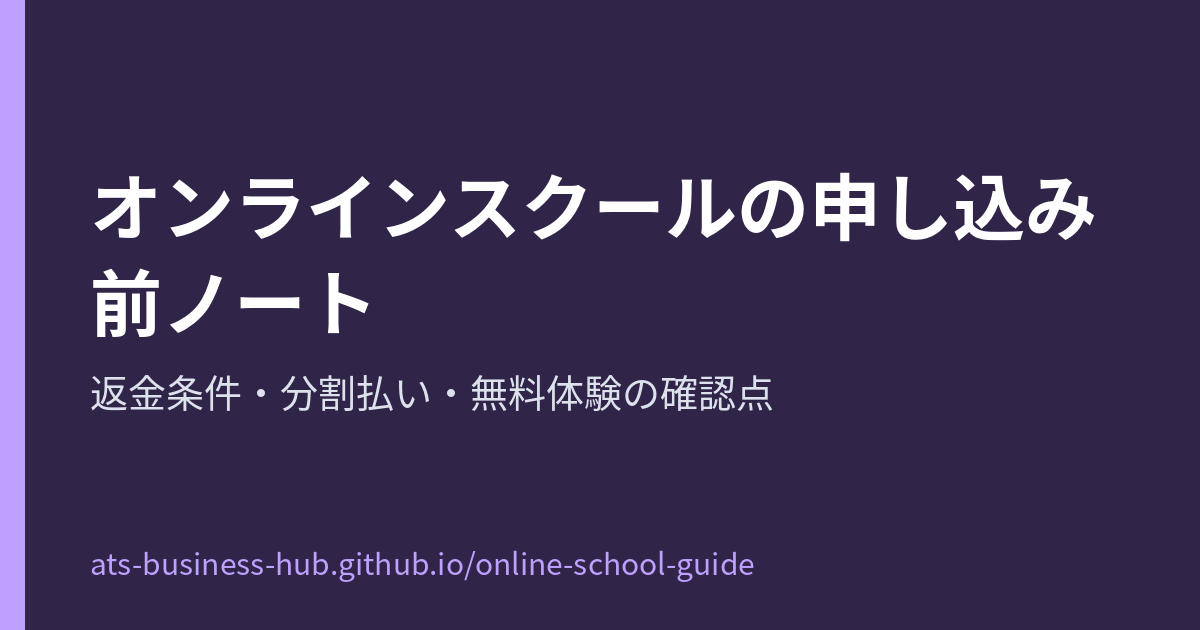 オンラインスクールの申し込み
前ノート
返金条件・分割払い・無料体験の確認点
ats-business-hub.github.io/online-school-guide